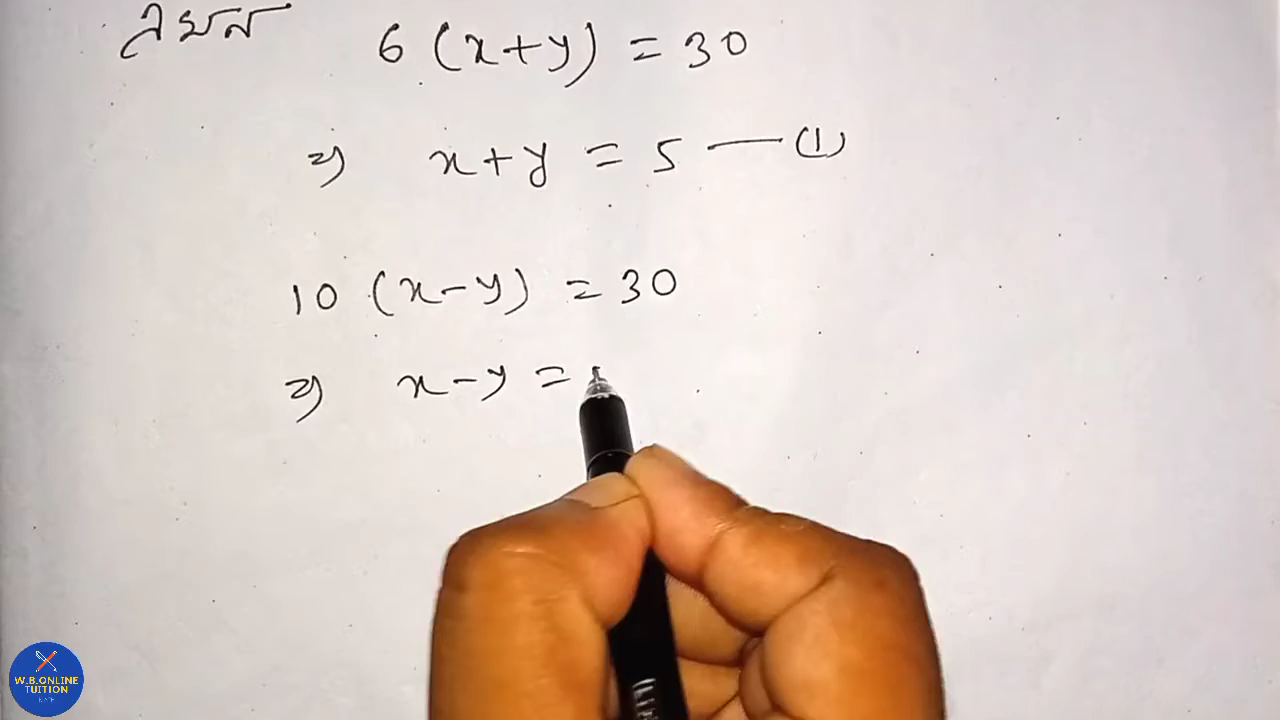 এখন 6 (x+y) = 30
⇒) x+y = 5 — (1)
10 (x-y) = 30
⇒) x-y =
W.B.ONLINE
TUITION